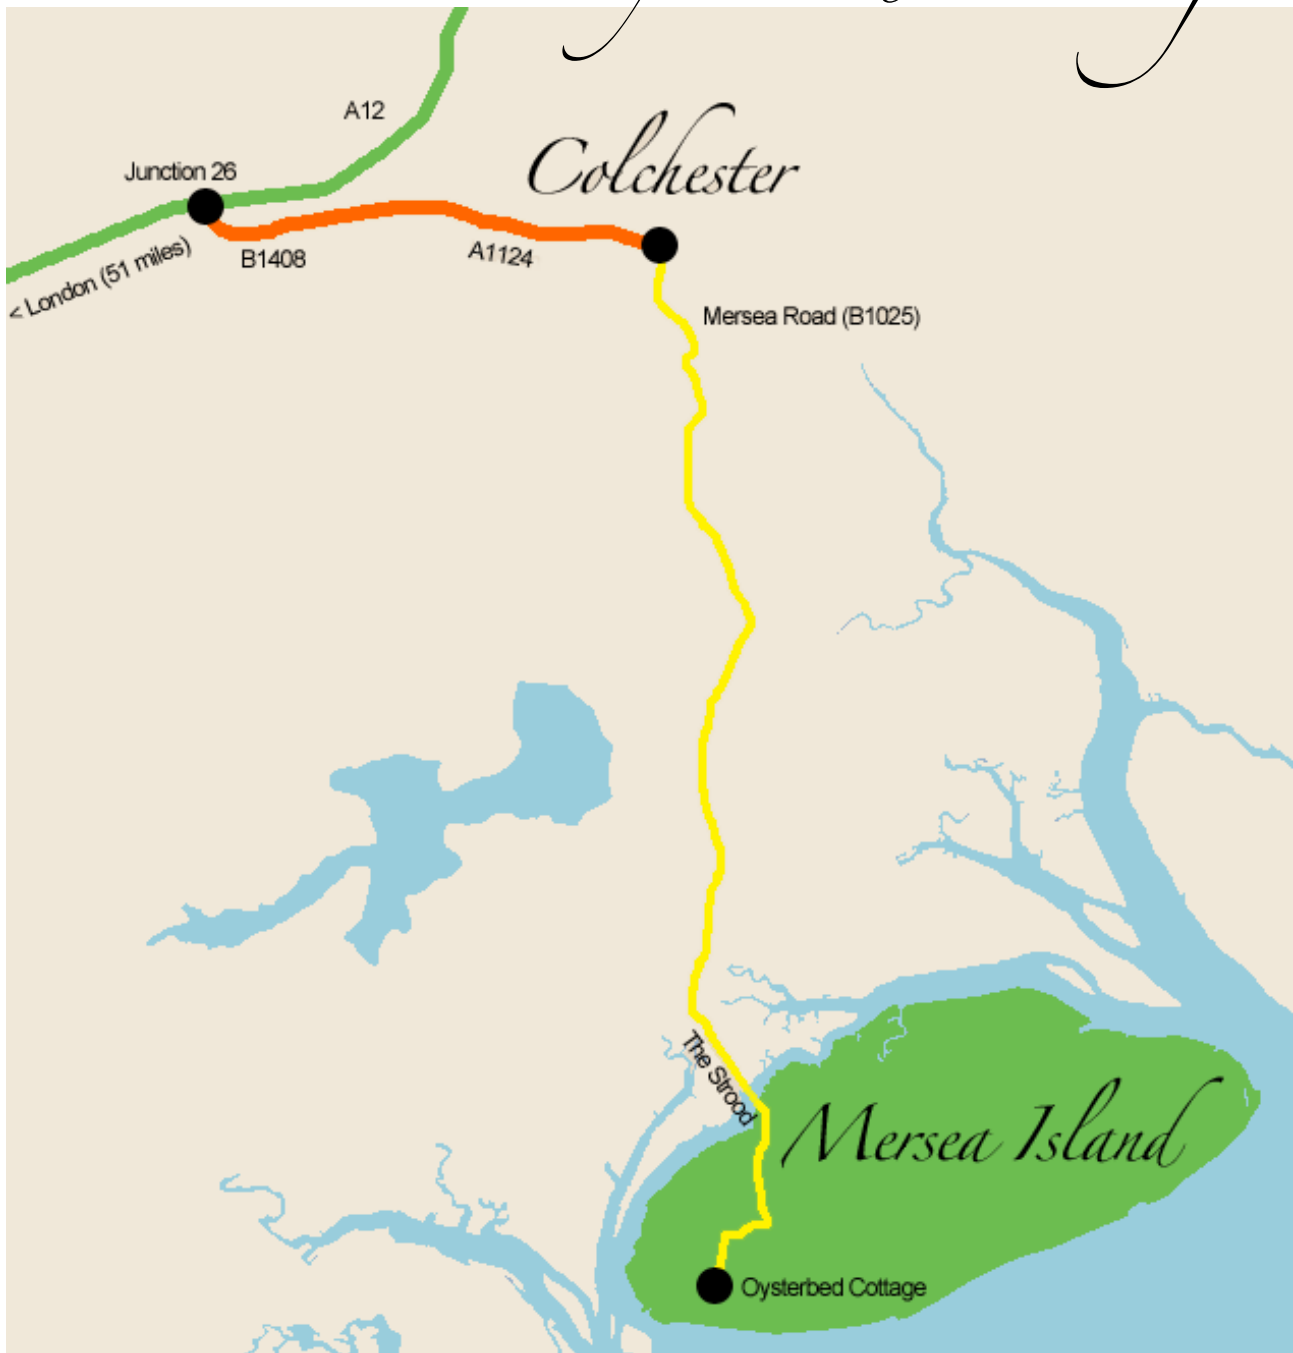 A12
Colchester
Junction 26
< London (51 miles)
B1408
A1124
Mersea Road (B1025)
The Strood
Mersea Island
Oysterbed Cottage